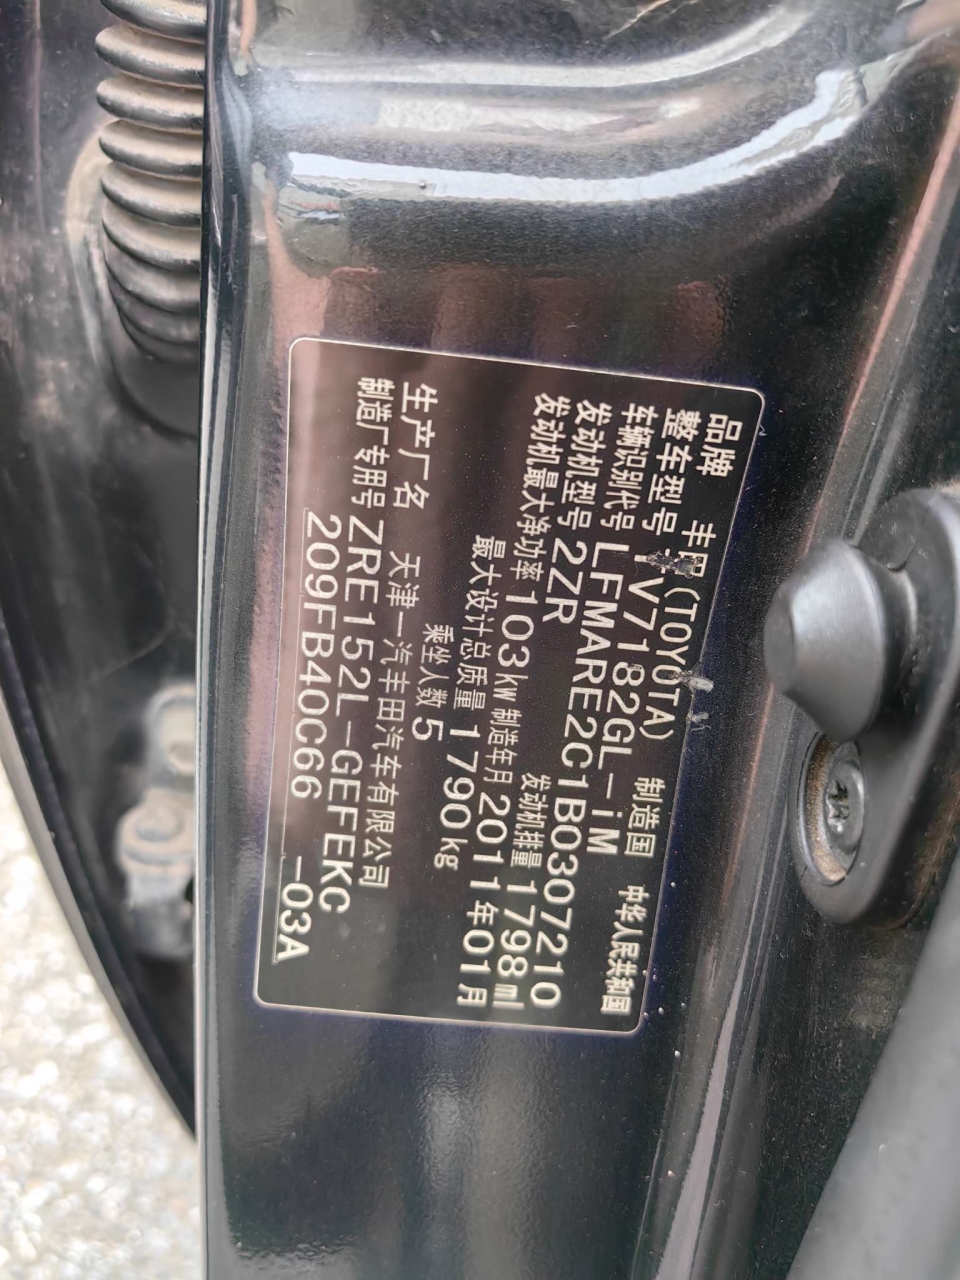 品牌 丰田(TOYOTA) 制造国 中华人民共和国
整车型号 TV7182GL-iM
车辆识别代号 LFMARE2C1B0307210
发动机型号 2ZR 发动机排量 1798ml
发动机最大净功率 103kW 制造年月 2011年01月
最大设计总质量 1790kg
乘坐人数 5
生产厂名 天津一汽丰田汽车有限公司
制造厂专用号 ZRE152L-GEFEKC
209FB40C66 -03A